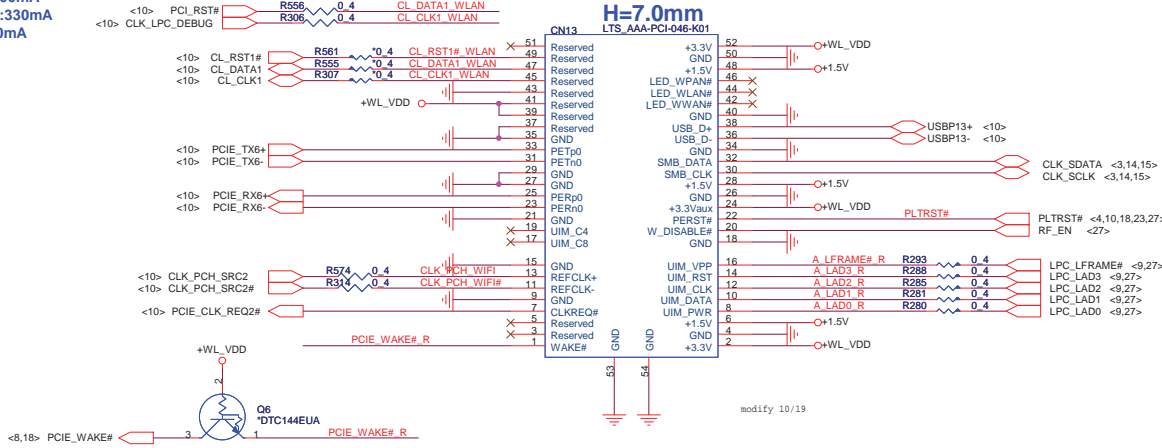 :330mA
0mA
H=7.0mm
CN13 LTS_AAA-PCI-046-K01
<10> PCI_RST# R556 0_4 CL_DATA1_WLAN
<10> CLK_LPC_DEBUG R306 0_4 CL_CLK1_WLAN
51 Reserved +3.3V 52 +WL_VDD
<10> CL_RST1# R561 *0_4 CL_RST1#_WLAN 49 Reserved GND 50
<10> CL_DATA1 R555 *0_4 CL_DATA1_WLAN 47 Reserved +1.5V 48 +1.5V
<10> CL_CLK1 R307 *0_4 CL_CLK1_WLAN 45 Reserved LED_WPAN# 46
43 Reserved LED_WLAN# 44
+WL_VDD 41 Reserved LED_WWAN# 42
39 Reserved GND 40
37 Reserved USB_D+ 38 USBP13+ <10>
35 GND USB_D- 36 USBP13- <10>
<10> PCIE_TX6+ 33 PETp0 GND 34
<10> PCIE_TX6- 31 PETn0 SMB_DATA 32 CLK_SDATA <3,14,15>
29 GND SMB_CLK 30 CLK_SCLK <3,14,15>
27 GND +1.5V 28 +1.5V
<10> PCIE_RX6+ 25 PERp0 GND 26
<10> PCIE_RX6- 23 PERn0 +3.3Vaux 24 +WL_VDD
21 GND PERST# 22 PLTRST# PLTRST# <4,10,18,23,27>
19 UIM_C4 W_DISABLE# 20 RF_EN <27>
17 UIM_C8 GND 18
15 GND UIM_VPP 16 A_LFRAME#_R R293 0_4 LPC_LFRAME# <9,27>
<10> CLK_PCH_SRC2 R574 0_4 CLK_PCH_WIFI 13 REFCLK+ UIM_RST 14 A_LAD3_R R288 0_4 LPC_LAD3 <9,27>
<10> CLK_PCH_SRC2# R314 0_4 CLK_PCH_WIFI# 11 REFCLK- UIM_CLK 12 A_LAD2_R R285 0_4 LPC_LAD2 <9,27>
9 GND UIM_DATA 10 A_LAD1_R R281 0_4 LPC_LAD1 <9,27>
<10> PCIE_CLK_REQ2# 7 CLKREQ# UIM_PWR 8 A_LAD0_R R280 0_4 LPC_LAD0 <9,27>
5 Reserved +1.5V 6 +1.5V
3 Reserved GND 4
PCIE_WAKE#_R 1 WAKE# +3.3V 2 +WL_VDD
GND GND
53 54
+WL_VDD
2
Q6
*DTC144EUA
<8,18> PCIE_WAKE# 3 1 PCIE_WAKE#_R
modify 10/19